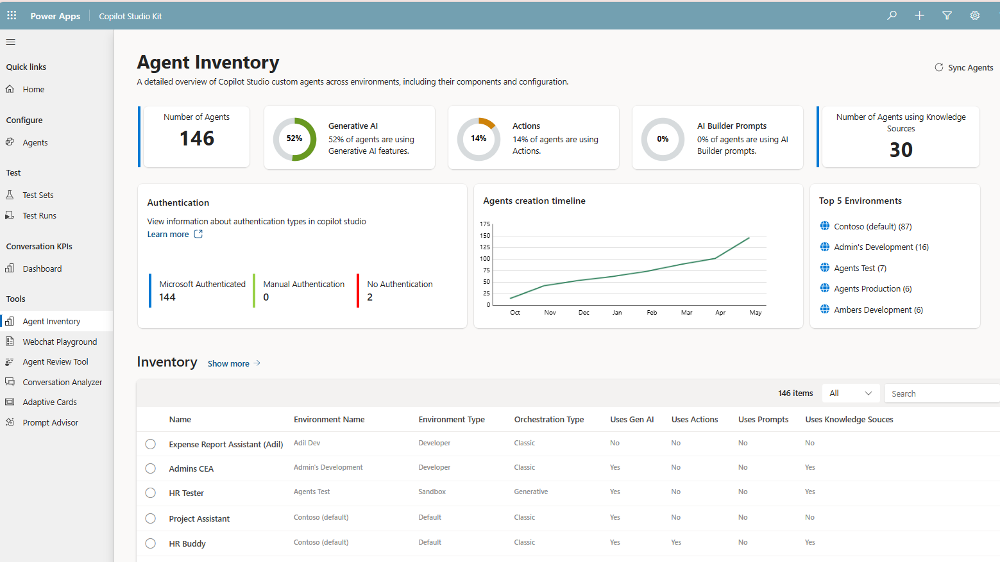 Power Apps
Copilot Studio Kit
Quick links
Home
Configure
Agents
Test
Test Sets
Test Runs
Conversation KPIs
Dashboard
Tools
Agent Inventory
Webchat Playground
Agent Review Tool
Conversation Analyzer
Adaptive Cards
Prompt Advisor
Agent Inventory
Sync Agents
A detailed overview of Copilot Studio custom agents across environments, including their components and configuration.
Number of Agents
146
52%
Generative AI
52% of agents are using
Generative AI features.
14%
Actions
14% of agents are using
Actions.
0%
AI Builder Prompts
0% of agents are using AI
Builder prompts.
Number of Agents using Knowledge
Sources
30
Authentication
View information about authentication types in copilot studio
Learn more
Microsoft Authenticated
144
Manual Authentication
0
No Authentication
2
Agents creation timeline
175
150
125
100
75
50
25
0
Oct Nov Dec Jan Feb Mar Apr May
Top 5 Environments
Contoso (default) (87)
Admin's Development (16)
Agents Test (7)
Agents Production (6)
Ambers Development (6)
Inventory Show more
146 items All Search
Name Environment Name Environment Type Orchestration Type Uses Gen AI Uses Actions Uses Prompts Uses Knowledge Souces
Expense Report Assistant (Adil) Adil Dev Developer Classic No No No No
Admins CEA Admin's Development Developer Classic Yes No No Yes
HR Tester Agents Test Sandbox Generative Yes No No Yes
Project Assistant Contoso (default) Default Classic Yes No No No
HR Buddy Contoso (default) Default Classic Yes Yes No Yes